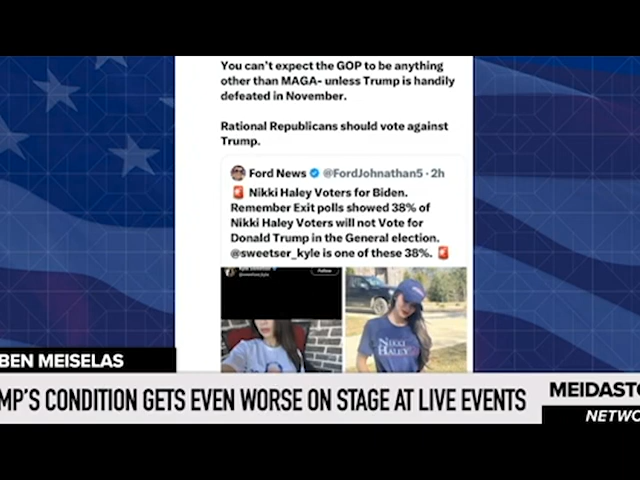 You can't expect the GOP to be anything
other than MAGA- unless Trump is handily
defeated in November.
Rational Republicans should vote against
Trump.
Ford News @FordJohnathan5 · 2h
🚨 Nikki Haley Voters for Biden.
Remember Exit polls showed 38% of
Nikki Haley Voters will not Vote for
Donald Trump in the General election.
@sweetser_kyle is one of these 38%. 🚨
Follow
NIKKI
HALEY
BEN MEISELAS
MP'S CONDITION GETS EVEN WORSE ON STAGE AT LIVE EVENTS
MEIDASTO
NETWO